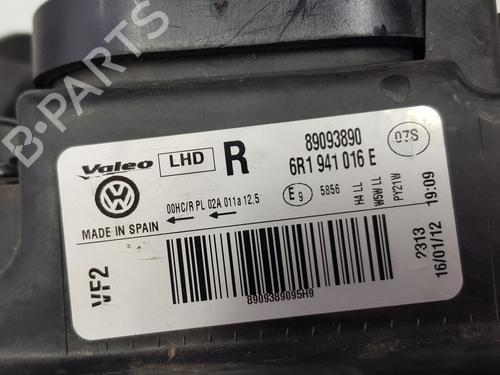 B-PARTS
Valeo LHD R 89093890 07S
6R1 941 016 E
MADE IN SPAIN
00HC/R PL 02A 011a 12,5
E9 5856
H4 LL
W5W LL
PY21W
VF2
8909389095H9
2313 19:09
16/01/12